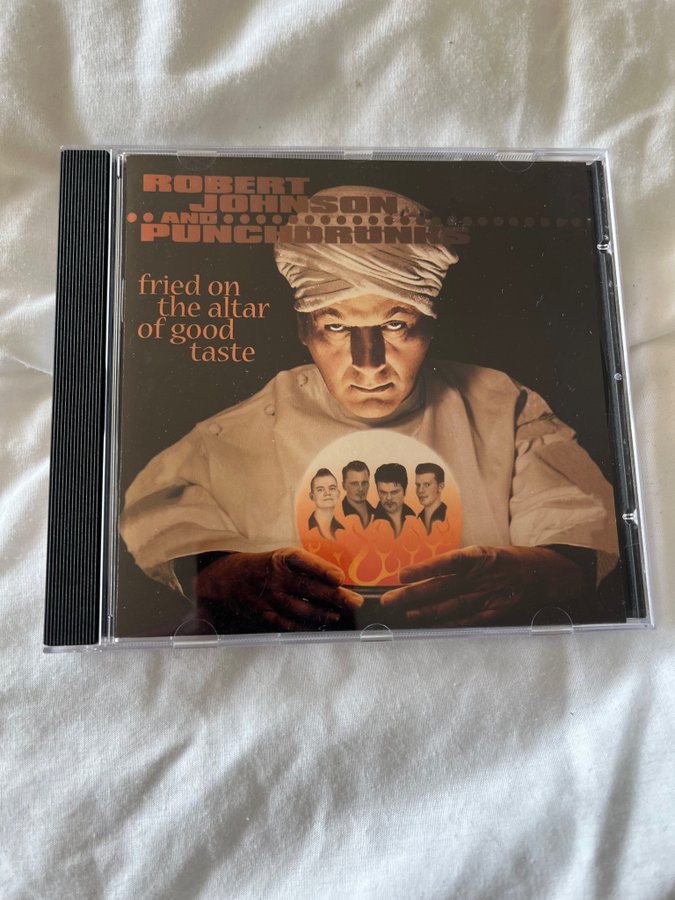 ROBERT
JOHNSON
AND
PUNCHDRUNKS
fried on
the altar
of good
taste